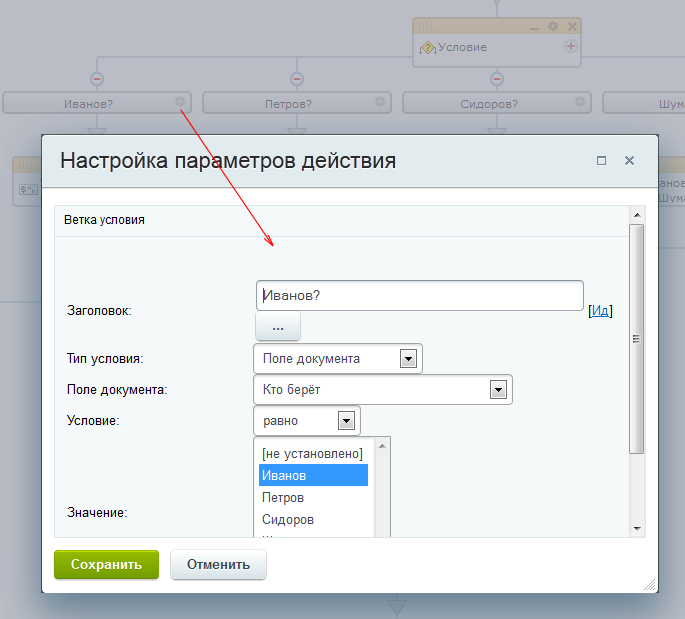 Условие
Иванов?
Петров?
Сидоров?
Шум
Настройка параметров действия
Ветка условия
Заголовок:
Иванов?
[Ид]
...
Тип условия:
Поле документа
Поле документа:
Кто берёт
Условие:
равно
[не установлено]
Иванов
Петров
Значение:
Сидоров
Сохранить
Отменить